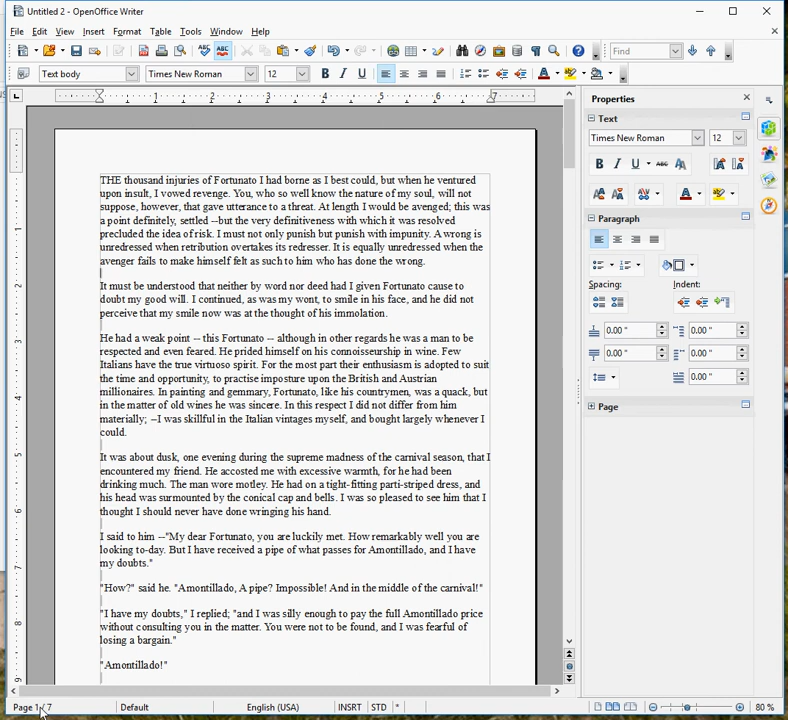 Untitled 2 - OpenOffice Writer
File Edit View Insert Format Table Tools Window Help
Find
Text body Times New Roman 12
Properties
Text
Times New Roman 12
Paragraph
Spacing: Indent:
0.00 " 0.00 "
0.00 " 0.00 "
0.00 "
Page
1 2 3 4 5 6 7
1
2
3
4
5
6
7
8
9
THE thousand injuries of Fortunato I had borne as I best could, but when he ventured
upon insult, I vowed revenge. You, who so well know the nature of my soul, will not
suppose, however, that gave utterance to a threat. At length I would be avenged; this was
a point definitely, settled --but the very definitiveness with which it was resolved
precluded the idea of risk. I must not only punish but punish with impunity. A wrong is
unredressed when retribution overtakes its redresser. It is equally unredressed when the
avenger fails to make himself felt as such to him who has done the wrong.
It must be understood that neither by word nor deed had I given Fortunato cause to
doubt my good will. I continued, as was my wont, to smile in his face, and he did not
perceive that my smile now was at the thought of his immolation.
He had a weak point -- this Fortunato -- although in other regards he was a man to be
respected and even feared. He prided himself on his connoisseurship in wine. Few
Italians have the true virtuoso spirit. For the most part their enthusiasm is adopted to suit
the time and opportunity, to practise imposture upon the British and Austrian
millionaires. In painting and gemmary, Fortunato, like his countrymen, was a quack, but
in the matter of old wines he was sincere. In this respect I did not differ from him
materially; --I was skillful in the Italian vintages myself, and bought largely whenever I
could.
It was about dusk, one evening during the supreme madness of the carnival season, that I
encountered my friend. He accosted me with excessive warmth, for he had been
drinking much. The man wore motley. He had on a tight-fitting parti-striped dress, and
his head was surmounted by the conical cap and bells. I was so pleased to see him that I
thought I should never have done wringing his hand.
I said to him --"My dear Fortunato, you are luckily met. How remarkably well you are
looking to-day. But I have received a pipe of what passes for Amontillado, and I have
my doubts."
"How?" said he. "Amontillado, A pipe? Impossible! And in the middle of the carnival!"
"I have my doubts," I replied; "and I was silly enough to pay the full Amontillado price
without consulting you in the matter. You were not to be found, and I was fearful of
losing a bargain."
"Amontillado!"
Page 1 / 7 Default English (USA) INSRT STD * 80 %